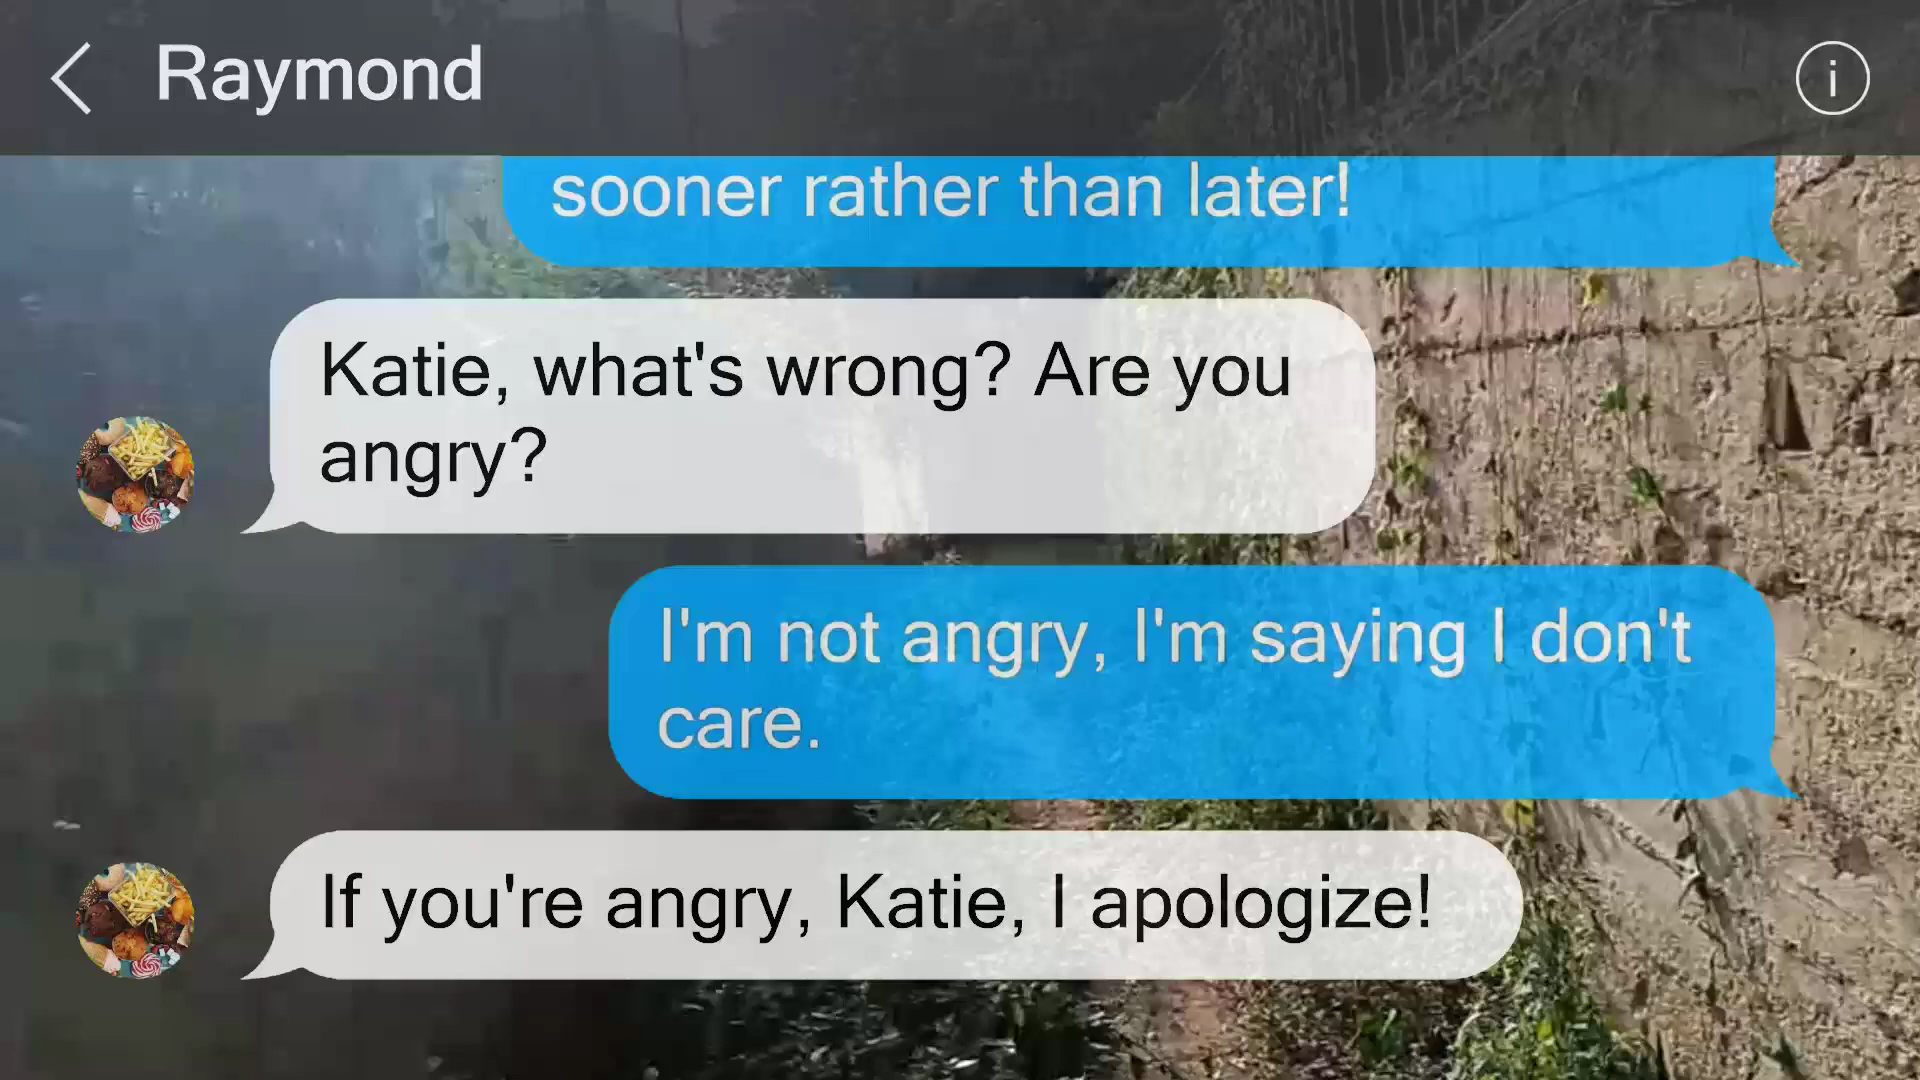 Raymond
sooner rather than later!
Katie, what's wrong? Are you
angry?
I'm not angry, I'm saying I don't
care.
If you're angry, Katie, I apologize!